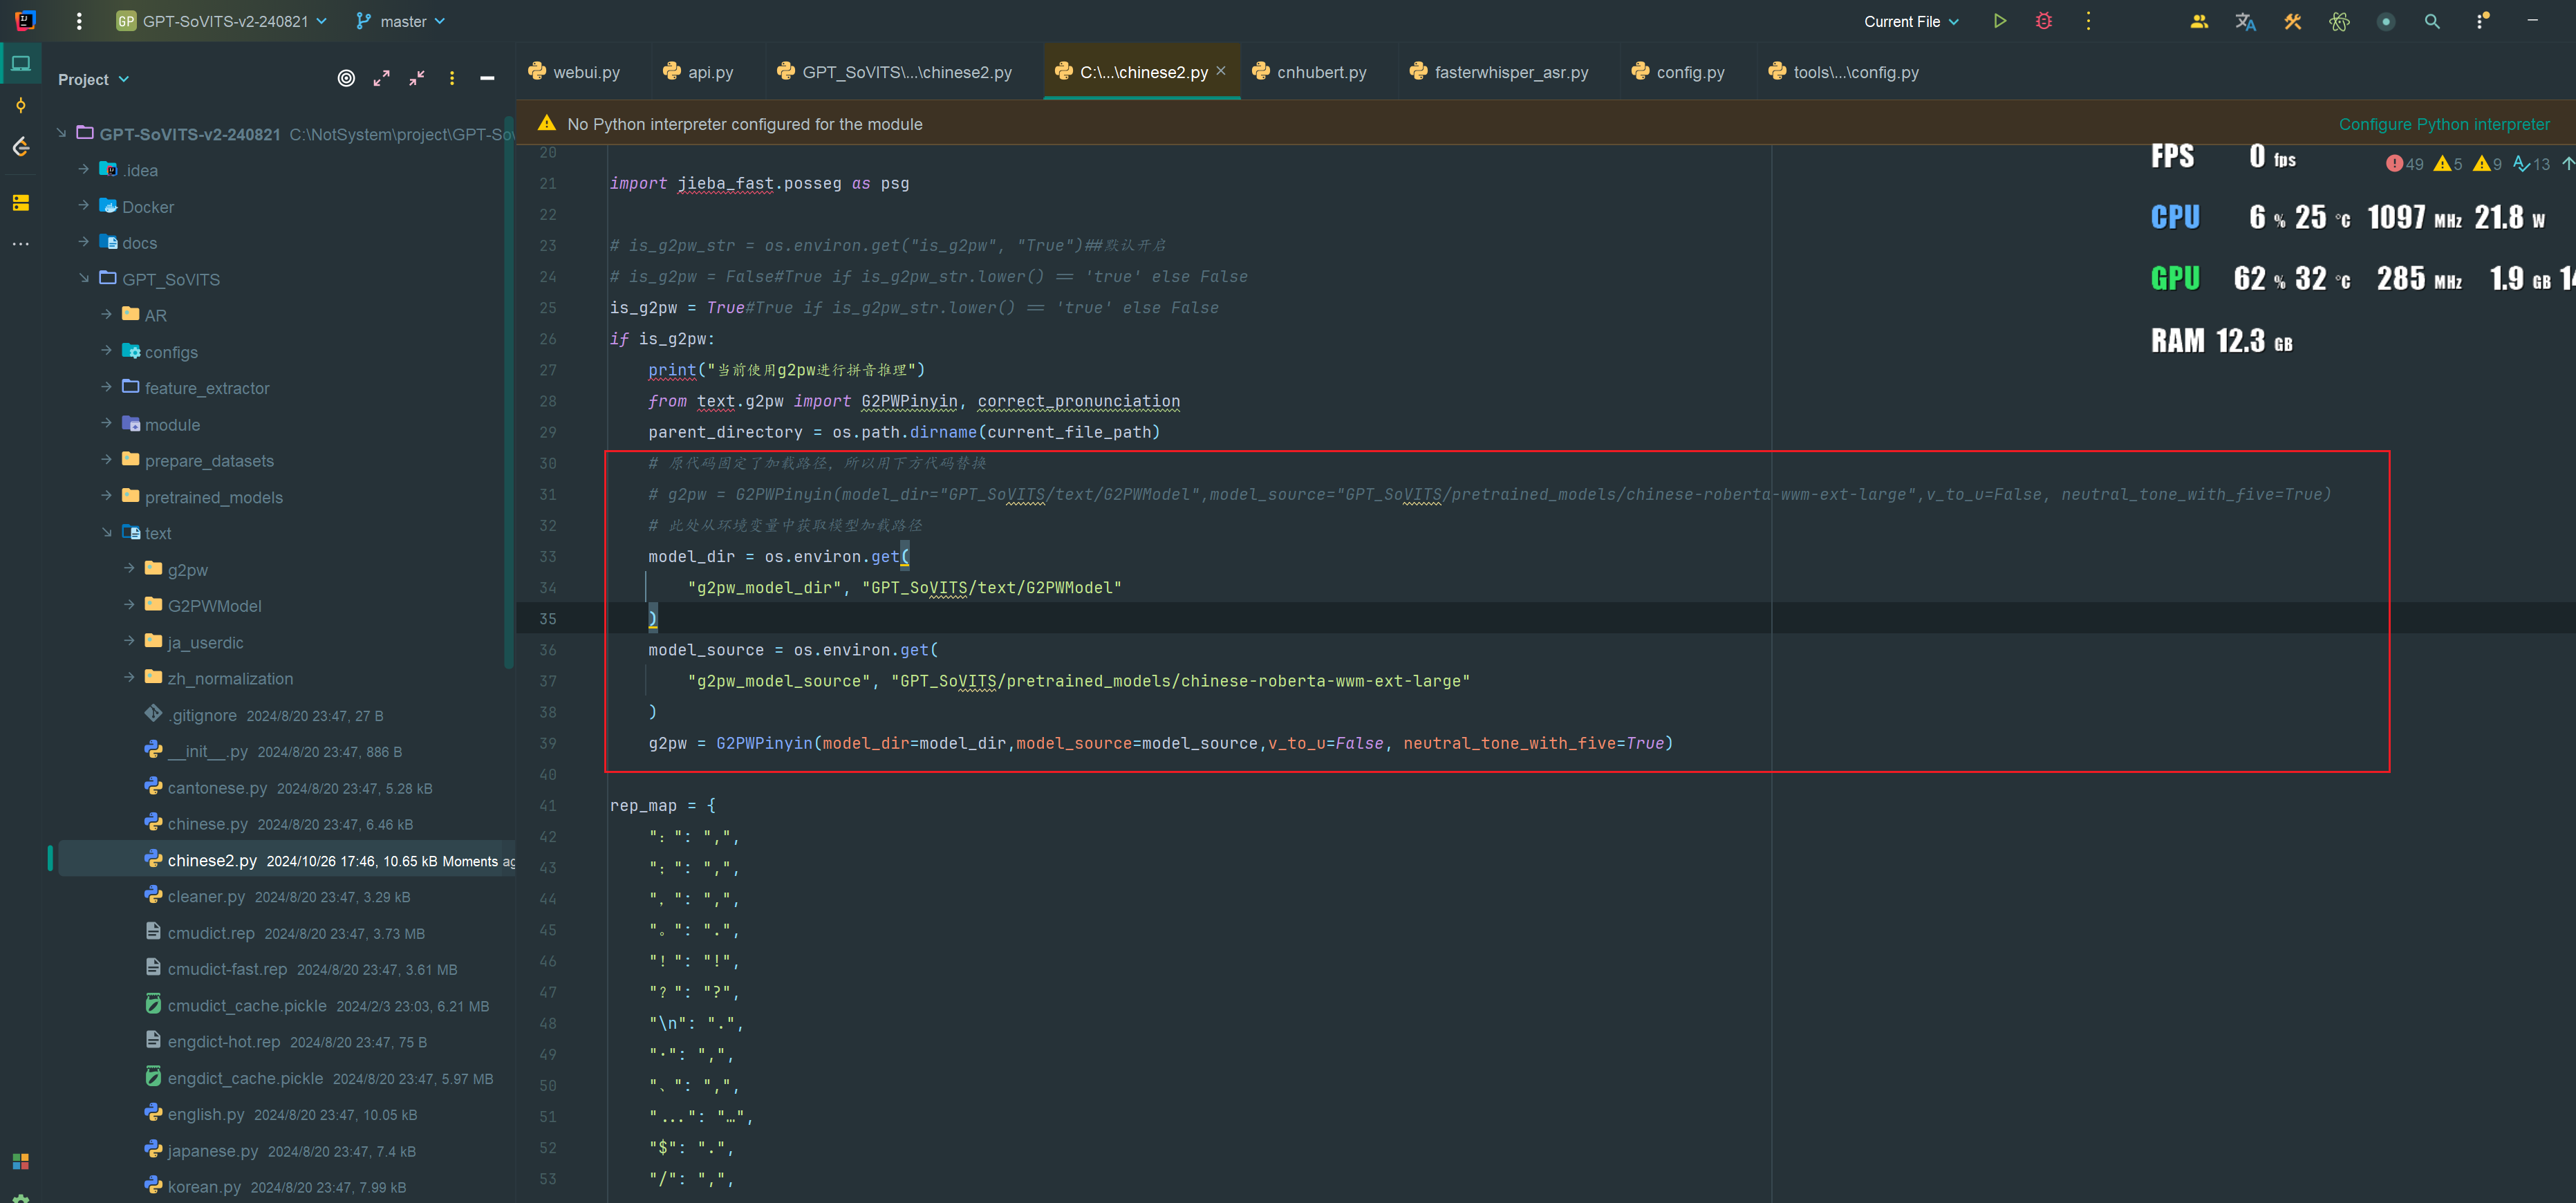 GP GPT-SoVITS-v2-240821 master Current File
Project
webui.py api.py GPT_SoVITS\...\chinese2.py C:\...\chinese2.py cnhubert.py fasterwhisper_asr.py config.py tools\...\config.py
No Python interpreter configured for the module Configure Python interpreter
GPT-SoVITS-v2-240821 C:\NotSystem\project\GPT-So
.idea
Docker
docs
GPT_SoVITS
AR
configs
feature_extractor
module
prepare_datasets
pretrained_models
text
g2pw
G2PWModel
ja_userdic
zh_normalization
.gitignore 2024/8/20 23:47, 27 B
__init__.py 2024/8/20 23:47, 886 B
cantonese.py 2024/8/20 23:47, 5.28 kB
chinese.py 2024/8/20 23:47, 6.46 kB
chinese2.py 2024/10/26 17:46, 10.65 kB Moments ag
cleaner.py 2024/8/20 23:47, 3.29 kB
cmudict.rep 2024/8/20 23:47, 3.73 MB
cmudict-fast.rep 2024/8/20 23:47, 3.61 MB
cmudict_cache.pickle 2024/2/3 23:03, 6.21 MB
engdict-hot.rep 2024/8/20 23:47, 75 B
engdict_cache.pickle 2024/8/20 23:47, 5.97 MB
english.py 2024/8/20 23:47, 10.05 kB
japanese.py 2024/8/20 23:47, 7.4 kB
korean.py 2024/8/20 23:47, 7.99 kB
20
21 import jieba_fast.posseg as psg
22
23 # is_g2pw_str = os.environ.get("is_g2pw", "True")##默认开启
24 # is_g2pw = False#True if is_g2pw_str.lower() == 'true' else False
25 is_g2pw = True#True if is_g2pw_str.lower() == 'true' else False
26 if is_g2pw:
27 print("当前使用g2pw进行拼音推理")
28 from text.g2pw import G2PWPinyin, correct_pronunciation
29 parent_directory = os.path.dirname(current_file_path)
30 # 原代码固定了加载路径，所以用下方代码替换
31 # g2pw = G2PWPinyin(model_dir="GPT_SoVITS/text/G2PWModel",model_source="GPT_SoVITS/pretrained_models/chinese-roberta-wwm-ext-large",v_to_u=False, neutral_tone_with_five=True)
32 # 此处从环境变量中获取模型加载路径
33 model_dir = os.environ.get(
34 "g2pw_model_dir", "GPT_SoVITS/text/G2PWModel"
35 )
36 model_source = os.environ.get(
37 "g2pw_model_source", "GPT_SoVITS/pretrained_models/chinese-roberta-wwm-ext-large"
38 )
39 g2pw = G2PWPinyin(model_dir=model_dir,model_source=model_source,v_to_u=False, neutral_tone_with_five=True)
40
41 rep_map = {
42 "：": ",",
43 "；": ",",
44 "，": ",",
45 "。": ".",
46 "！": "!",
47 "？": "?",
48 "\n": ".",
49 "·": ",",
50 "、": ",",
51 "...": "…",
52 "$": ".",
53 "/": ",",
49 5 9 13
FPS 0 fps
CPU 6 % 25 °C 1097 MHz 21.8 W
GPU 62 % 32 °C 285 MHz 1.9 GB 14
RAM 12.3 GB